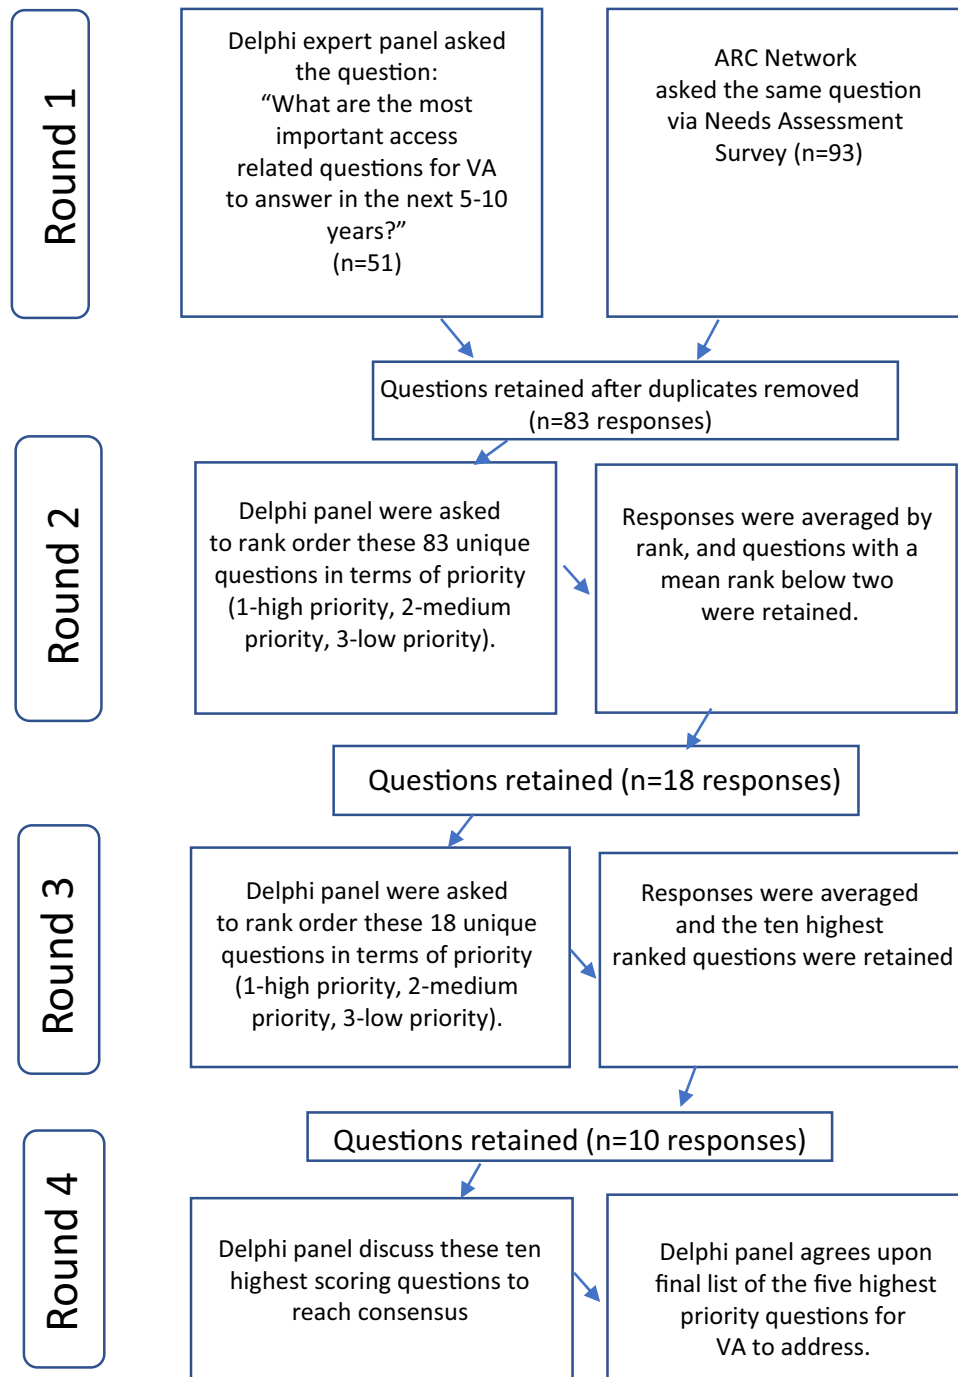 Round 1
Delphi expert panel asked
the question:
“What are the most
important access
related questions for VA
to answer in the next 5-10
years?”
(n=51)
ARC Network
asked the same question
via Needs Assessment
Survey (n=93)
Questions retained after duplicates removed
(n=83 responses)
Round 2
Delphi panel were asked
to rank order these 83 unique
questions in terms of priority
(1-high priority, 2-medium
priority, 3-low priority).
Responses were averaged by
rank, and questions with a
mean rank below two
were retained.
Questions retained (n=18 responses)
Round 3
Delphi panel were asked
to rank order these 18 unique
questions in terms of priority
(1-high priority, 2-medium
priority, 3-low priority).
Responses were averaged
and the ten highest
ranked questions were retained
Questions retained (n=10 responses)
Round 4
Delphi panel discuss these ten
highest scoring questions to
reach consensus
Delphi panel agrees upon
final list of the five highest
priority questions for
VA to address.